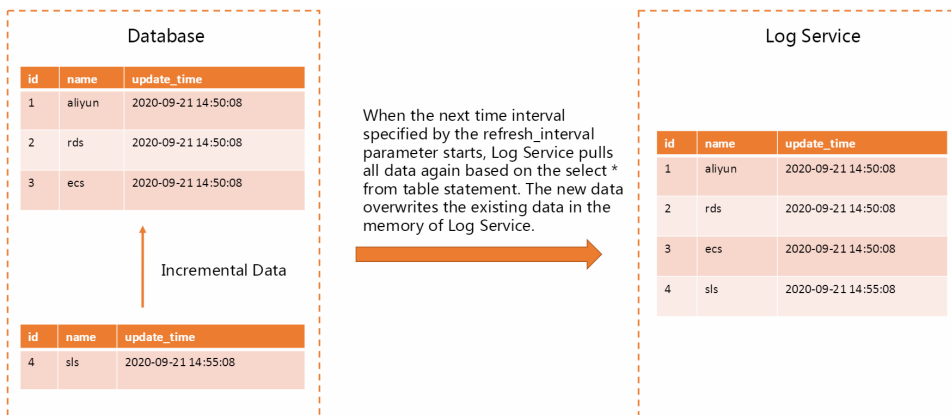 Database
id name update_time
1 aliyun 2020-09-21 14:50:08
2 rds 2020-09-21 14:50:08
3 ecs 2020-09-21 14:50:08
Incremental Data
id name update_time
4 sls 2020-09-21 14:55:08
When the next time interval
specified by the refresh_interval
parameter starts, Log Service pulls
all data again based on the select *
from table statement. The new data
overwrites the existing data in the
memory of Log Service.
Log Service
id name update_time
1 aliyun 2020-09-21 14:50:08
2 rds 2020-09-21 14:50:08
3 ecs 2020-09-21 14:50:08
4 sls 2020-09-21 14:55:08